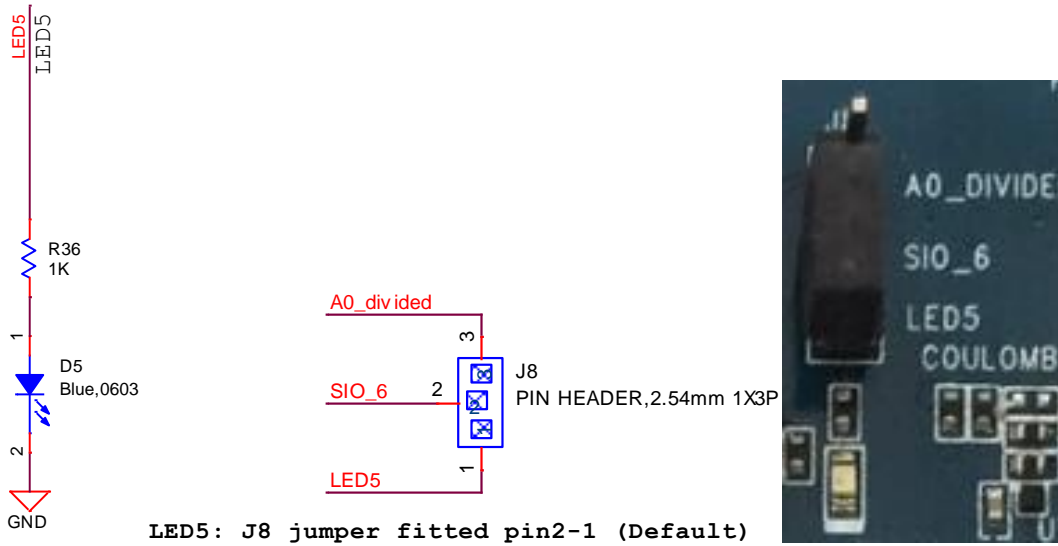 LED5
LED5
R36
1K
1
D5
Blue,0603
2
GND
A0_divided
3
SIO_6
2
J8
PIN HEADER,2.54mm 1X3P
1
LED5
LED5: J8 jumper fitted pin2-1 (Default)
A0_DIVIDE
SIO_6
LED5
COULOMB